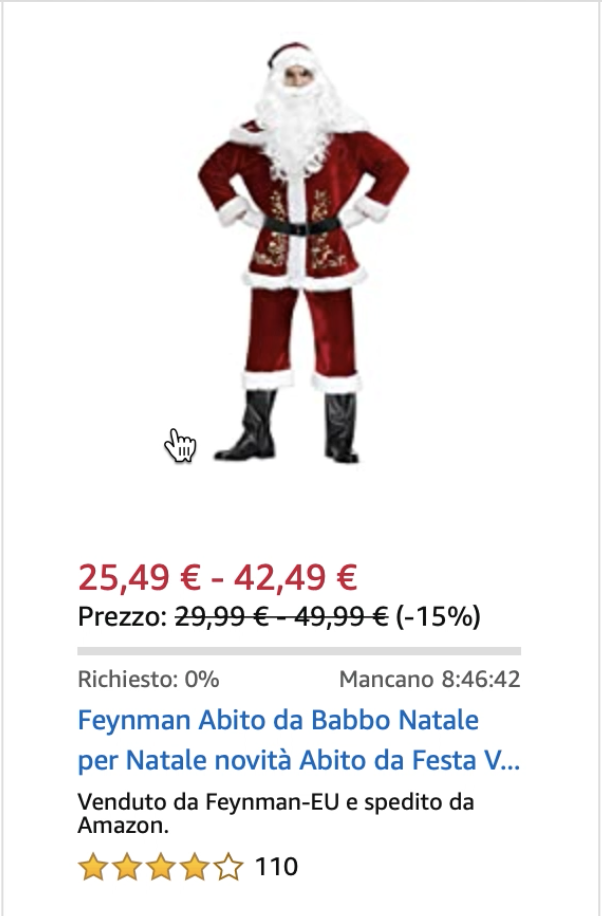 25,49 € - 42,49 €
Prezzo: 29,99 € - 49,99 € (-15%)
Richiesto: 0% Mancano 8:46:42
Feynman Abito da Babbo Natale
per Natale novità Abito da Festa V...
Venduto da Feynman-EU e spedito da
Amazon.
110